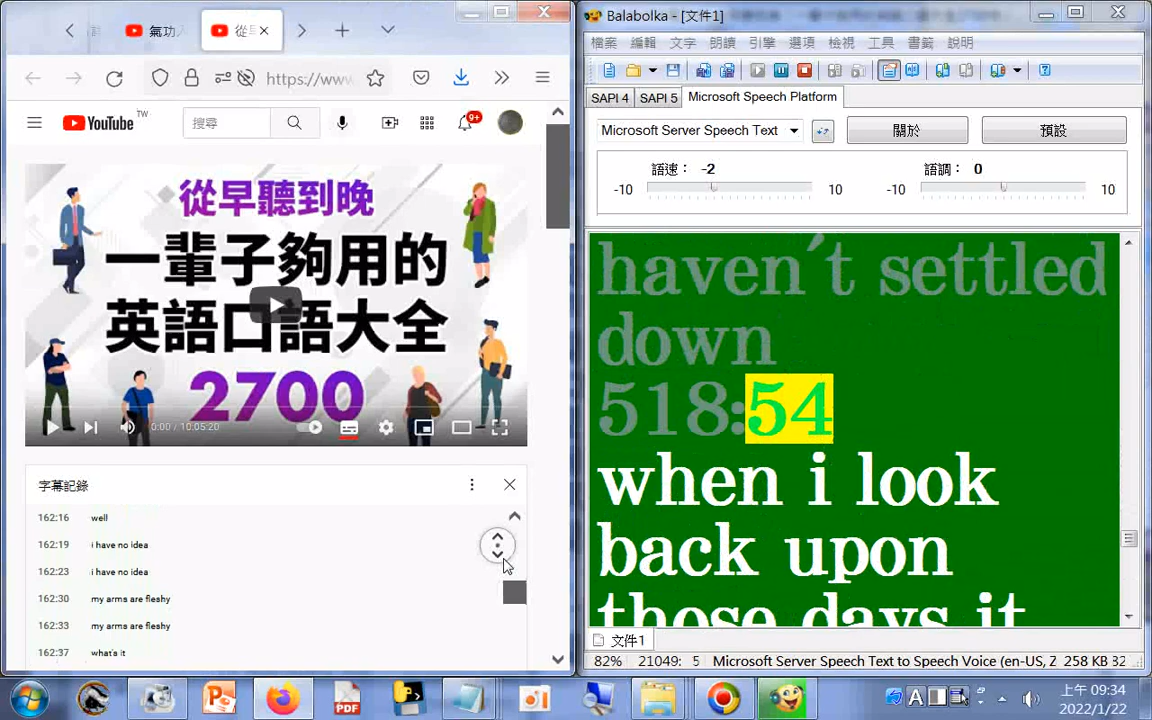 氣功
從
https://www
YouTube TW
搜尋
9+
從早聽到晚
一輩子夠用的
英語口語大全
2700
0:00 / 10:05:20
字幕記錄
162:16 well
162:19 i have no idea
162:23 i have no idea
162:30 my arms are fleshy
162:33 my arms are fleshy
162:37 what's it
Balabolka - [文件1]
檔案 編輯 文字 朗讀 引擎 選項 檢視 工具 書籤 說明
SAPI 4 SAPI 5 Microsoft Speech Platform
Microsoft Server Speech Text
關於
預設
語速: -2
語調: 0
-10 10 -10 10
haven't settled
down
518:54
when i look
back upon
those days it
文件1
82% 21049: 5 Microsoft Server Speech Text to Speech Voice (en-US, Z 258 KB 32
PDF
A
上午 09:34
2022/1/22